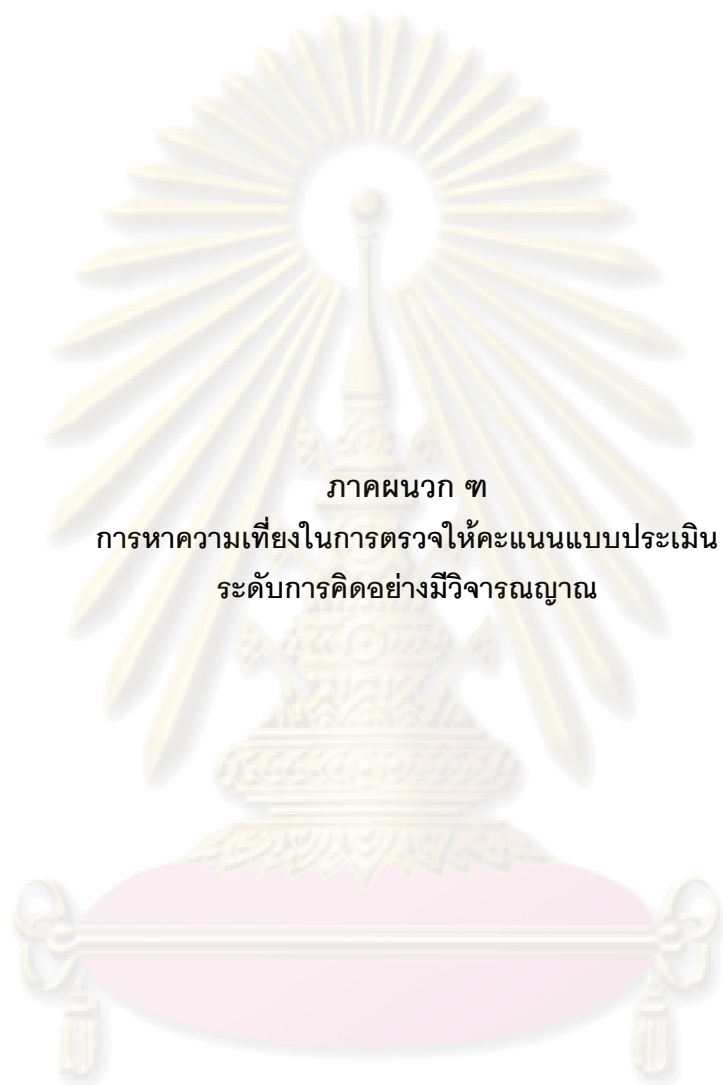 ภาคผนวก ฑ
การหาความเที่ยงในการตรวจให้คะแนนแบบประเมิน
ระดับการคิดอย่างมีวิจารณญาณ